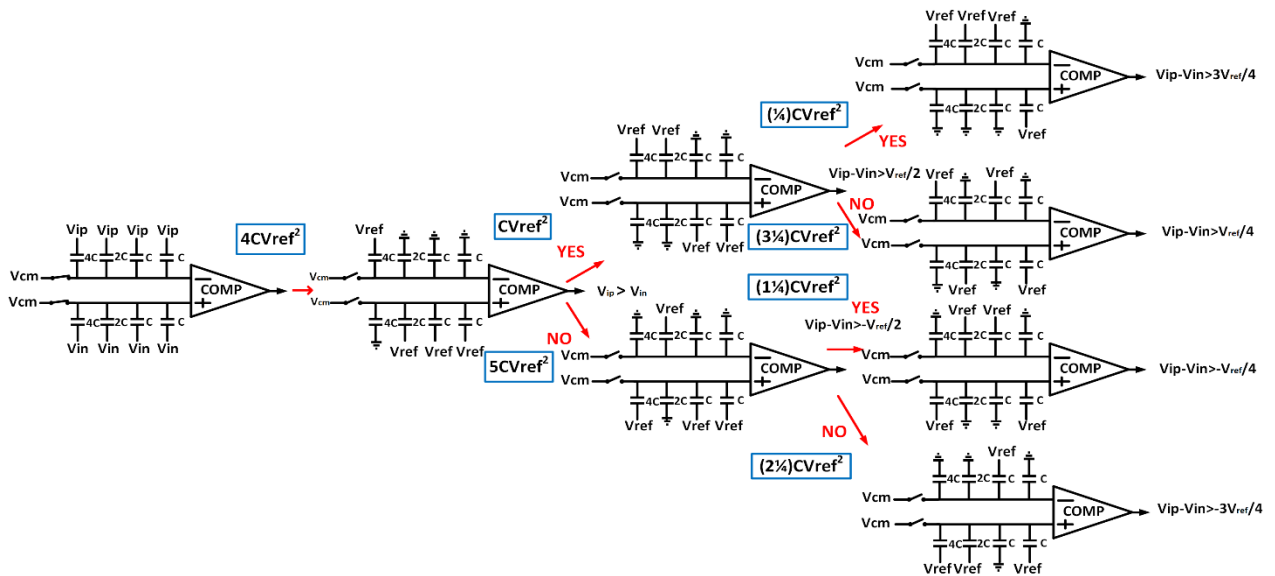 Vip Vip Vip Vip
4C 2C C C
Vcm
−
COMP
Vcm
+
4C 2C C C
Vin Vin Vin Vin
4CVref²
Vref
4C 2C C C
Vcm
−
COMP
Vcm
+
4C 2C C C
Vref Vref Vref
Vip > Vin
CVref²
YES
NO
5CVref²
Vref Vref
4C 2C C C
Vcm
−
COMP
Vcm
+
4C 2C C C
Vref Vref
Vip-Vin>Vref/2
(¼)CVref²
YES
NO
(3¼)CVref²
Vref
4C 2C C C
Vcm
−
COMP
Vcm
+
4C 2C C C
Vref Vref Vref
Vip-Vin>-Vref/2
(1¼)CVref²
YES
NO
(2¼)CVref²
Vref Vref Vref
4C 2C C C
Vcm
−
COMP
Vcm
+
4C 2C C C
Vref
Vip-Vin>3Vref/4
Vref Vref
4C 2C C C
Vcm
−
COMP
Vcm
+
4C 2C C C
Vref Vref
Vip-Vin>Vref/4
Vref Vref
4C 2C C C
Vcm
−
COMP
Vcm
+
4C 2C C C
Vref Vref
Vip-Vin>-Vref/4
Vref
4C 2C C C
Vcm
−
COMP
Vcm
+
4C 2C C C
Vref Vref Vref
Vip-Vin>-3Vref/4